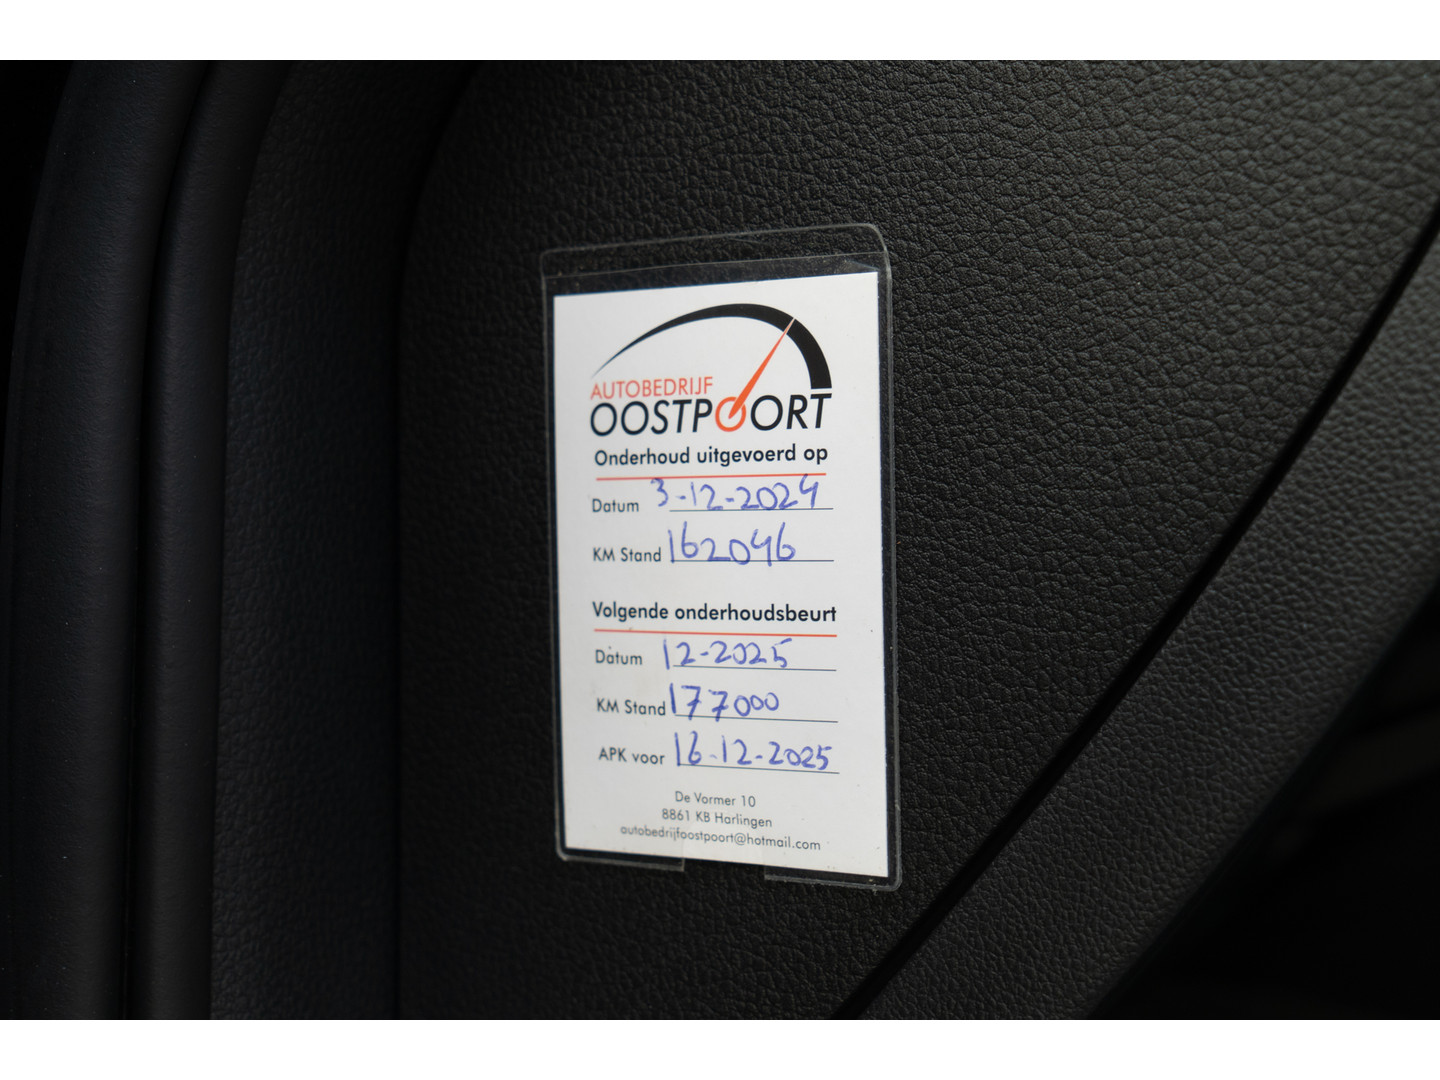 AUTOBEDRIJF
OOSTPOORT
Onderhoud uitgevoerd op
Datum 3-12-2024
KM Stand 162046
Volgende onderhoudsbeurt
Datum 12-2025
KM Stand 177000
APK voor 16-12-2025
De Vormer 10
8861 KB Harlingen
autobedrijfoostpoort@hotmail.com